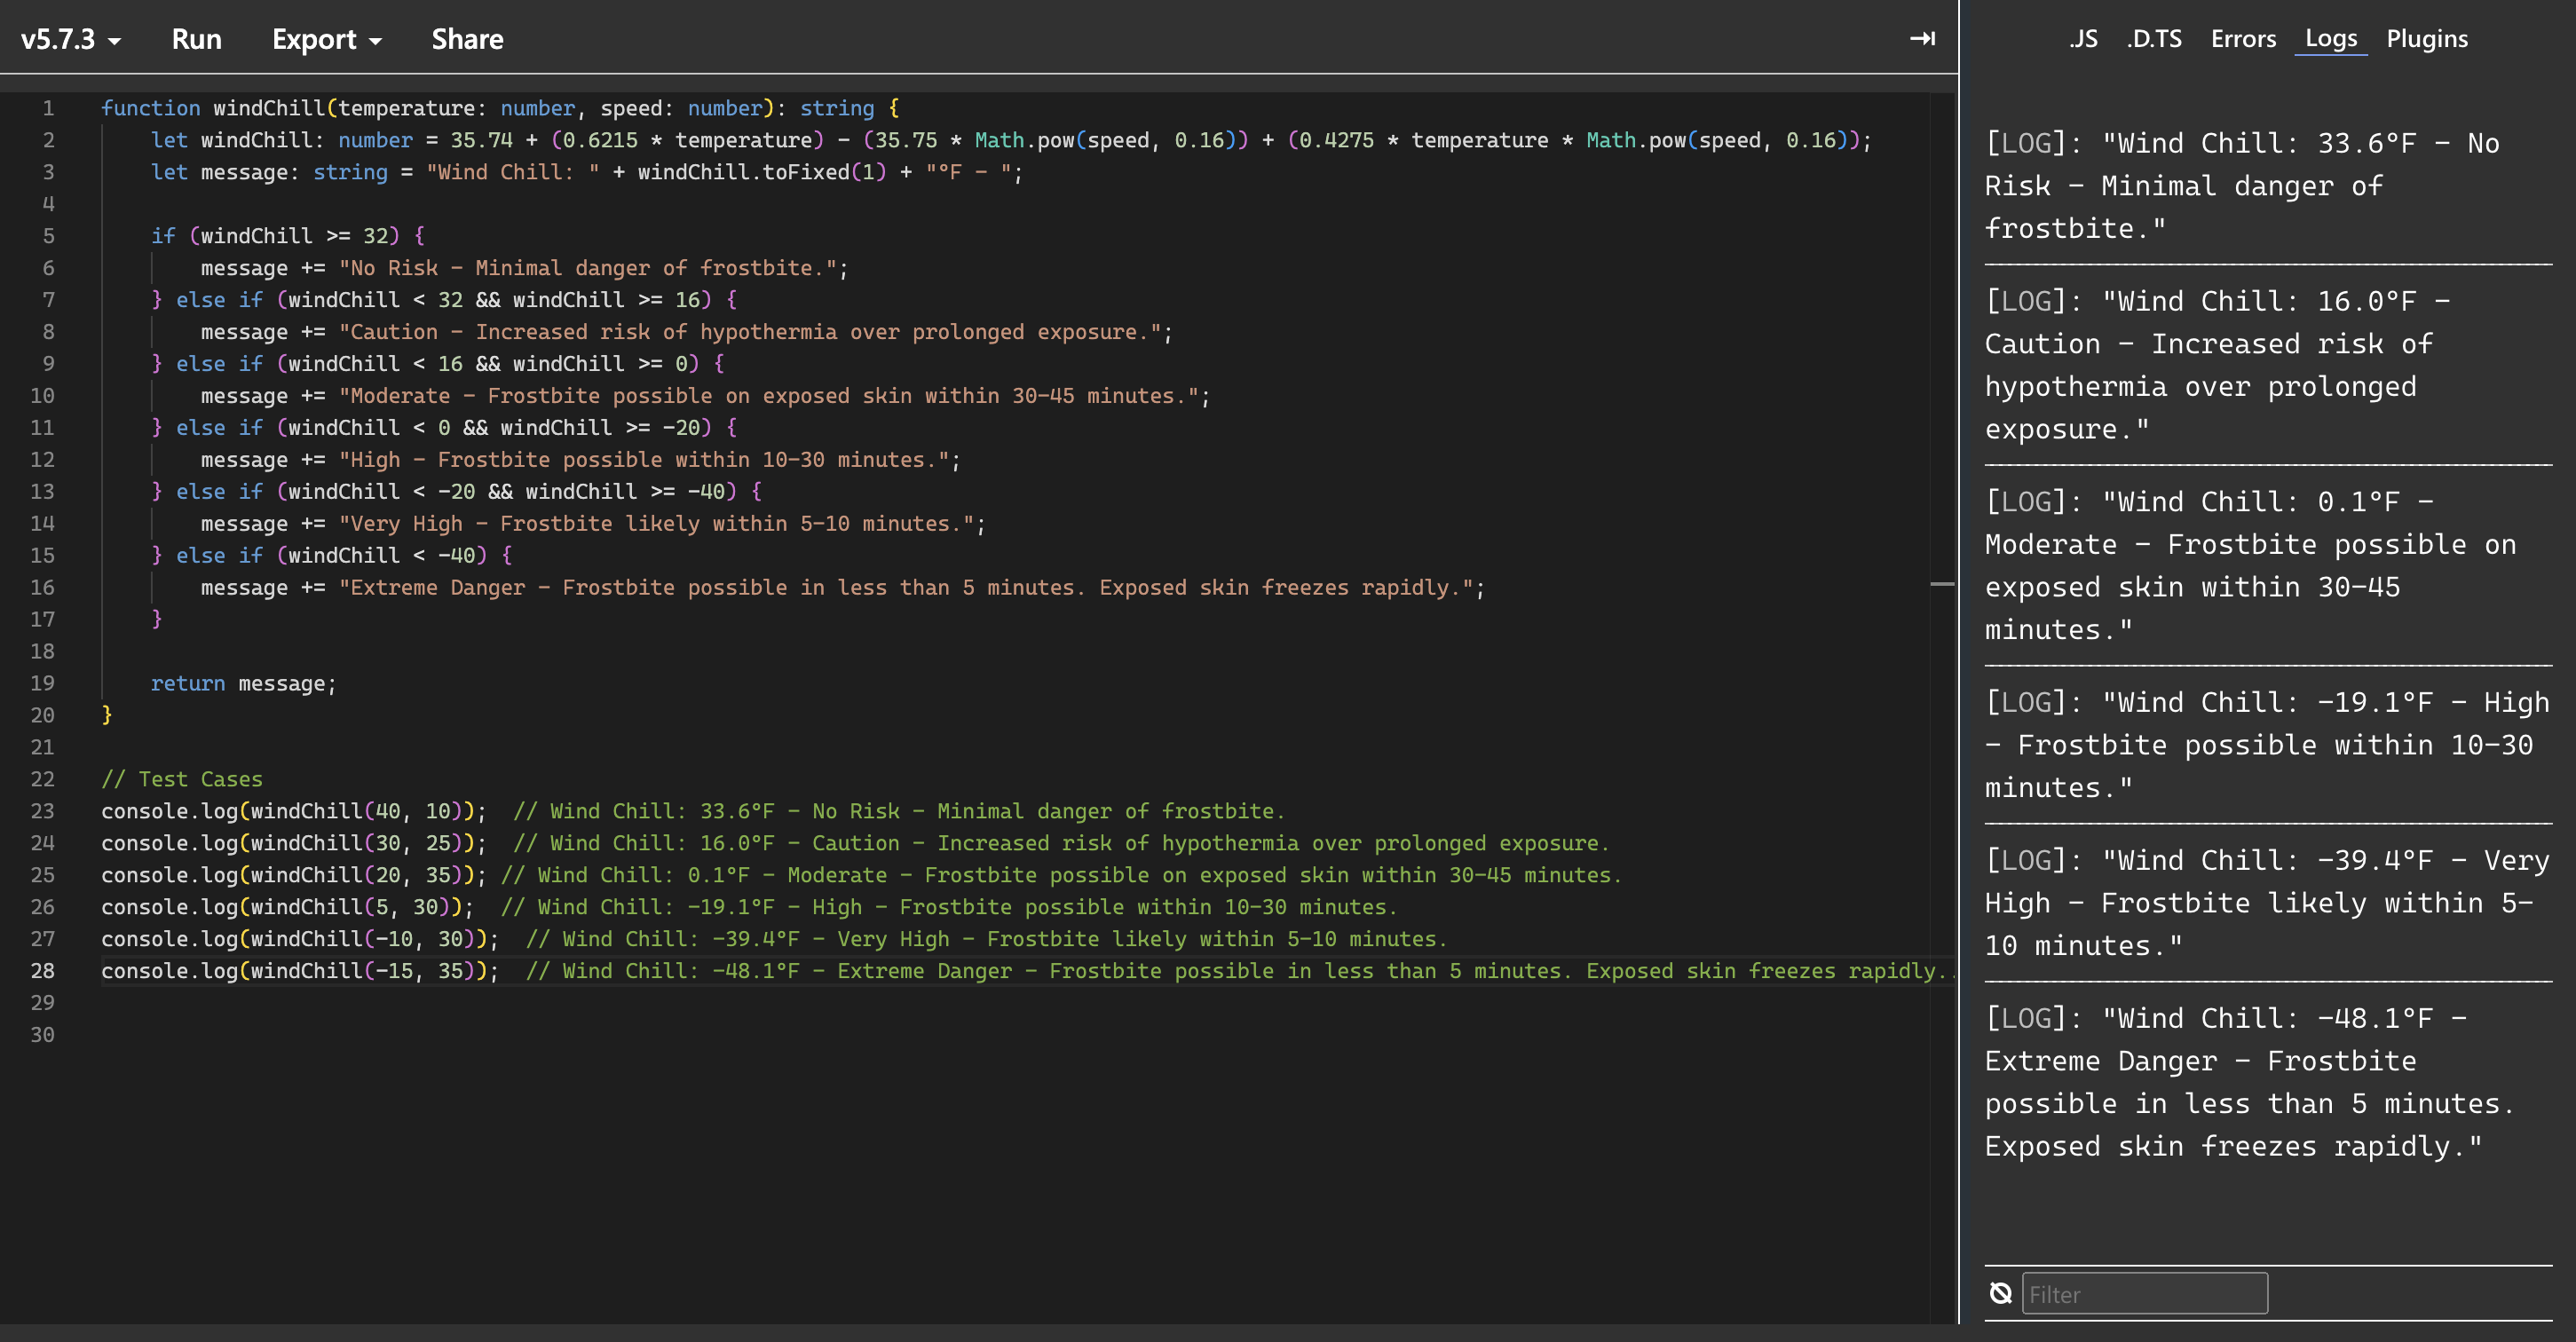 v5.7.3 Run Export Share
.JS .D.TS Errors Logs Plugins
1 function windChill(temperature: number, speed: number): string {
2 let windChill: number = 35.74 + (0.6215 * temperature) - (35.75 * Math.pow(speed, 0.16)) + (0.4275 * temperature * Math.pow(speed, 0.16));
3 let message: string = "Wind Chill: " + windChill.toFixed(1) + "°F - ";
4
5 if (windChill >= 32) {
6 message += "No Risk - Minimal danger of frostbite.";
7 } else if (windChill < 32 && windChill >= 16) {
8 message += "Caution - Increased risk of hypothermia over prolonged exposure.";
9 } else if (windChill < 16 && windChill >= 0) {
10 message += "Moderate - Frostbite possible on exposed skin within 30-45 minutes.";
11 } else if (windChill < 0 && windChill >= -20) {
12 message += "High - Frostbite possible within 10-30 minutes.";
13 } else if (windChill < -20 && windChill >= -40) {
14 message += "Very High - Frostbite likely within 5-10 minutes.";
15 } else if (windChill < -40) {
16 message += "Extreme Danger - Frostbite possible in less than 5 minutes. Exposed skin freezes rapidly.";
17 }
18
19 return message;
20 }
21
22 // Test Cases
23 console.log(windChill(40, 10)); // Wind Chill: 33.6°F - No Risk - Minimal danger of frostbite.
24 console.log(windChill(30, 25)); // Wind Chill: 16.0°F - Caution - Increased risk of hypothermia over prolonged exposure.
25 console.log(windChill(20, 35)); // Wind Chill: 0.1°F - Moderate - Frostbite possible on exposed skin within 30-45 minutes.
26 console.log(windChill(5, 30)); // Wind Chill: -19.1°F - High - Frostbite possible within 10-30 minutes.
27 console.log(windChill(-10, 30)); // Wind Chill: -39.4°F - Very High - Frostbite likely within 5-10 minutes.
28 console.log(windChill(-15, 35)); // Wind Chill: -48.1°F - Extreme Danger - Frostbite possible in less than 5 minutes. Exposed skin freezes rapidly..
29
30
[LOG]: "Wind Chill: 33.6°F - No
Risk - Minimal danger of
frostbite."
[LOG]: "Wind Chill: 16.0°F -
Caution - Increased risk of
hypothermia over prolonged
exposure."
[LOG]: "Wind Chill: 0.1°F -
Moderate - Frostbite possible on
exposed skin within 30-45
minutes."
[LOG]: "Wind Chill: -19.1°F - High
- Frostbite possible within 10-30
minutes."
[LOG]: "Wind Chill: -39.4°F - Very
High - Frostbite likely within 5-
10 minutes."
[LOG]: "Wind Chill: -48.1°F -
Extreme Danger - Frostbite
possible in less than 5 minutes.
Exposed skin freezes rapidly."
Filter